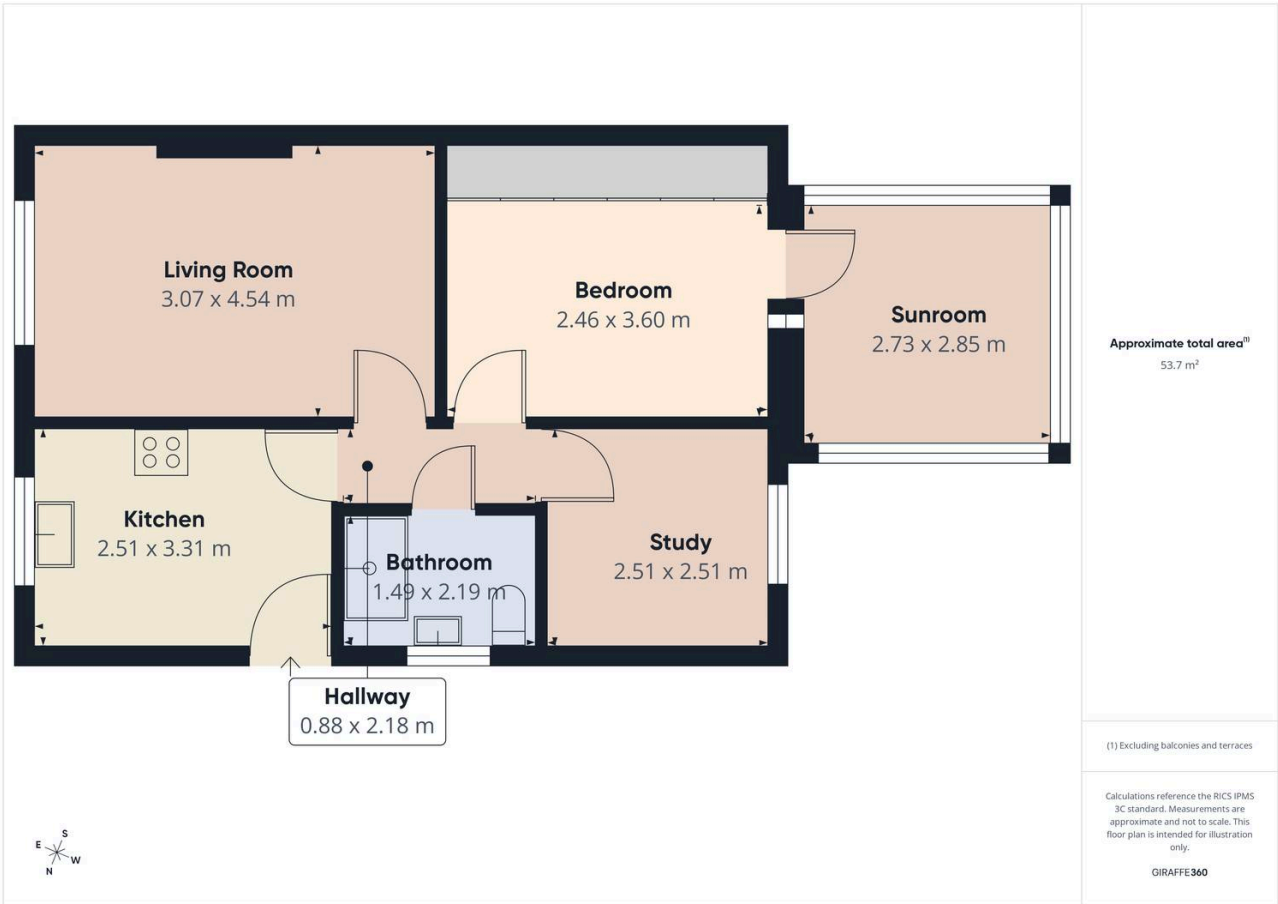 Living Room
3.07 x 4.54 m
Bedroom
2.46 x 3.60 m
Sunroom
2.73 x 2.85 m
Kitchen
2.51 x 3.31 m
Bathroom
1.49 x 2.19 m
Study
2.51 x 2.51 m
Hallway
0.88 x 2.18 m
S
E
W
N
Approximate total area(1)
53.7 m²
(1) Excluding balconies and terraces
Calculations reference the RICS IPMS
3C standard. Measurements are
approximate and not to scale. This
floor plan is intended for illustration
only.
GIRAFFE360